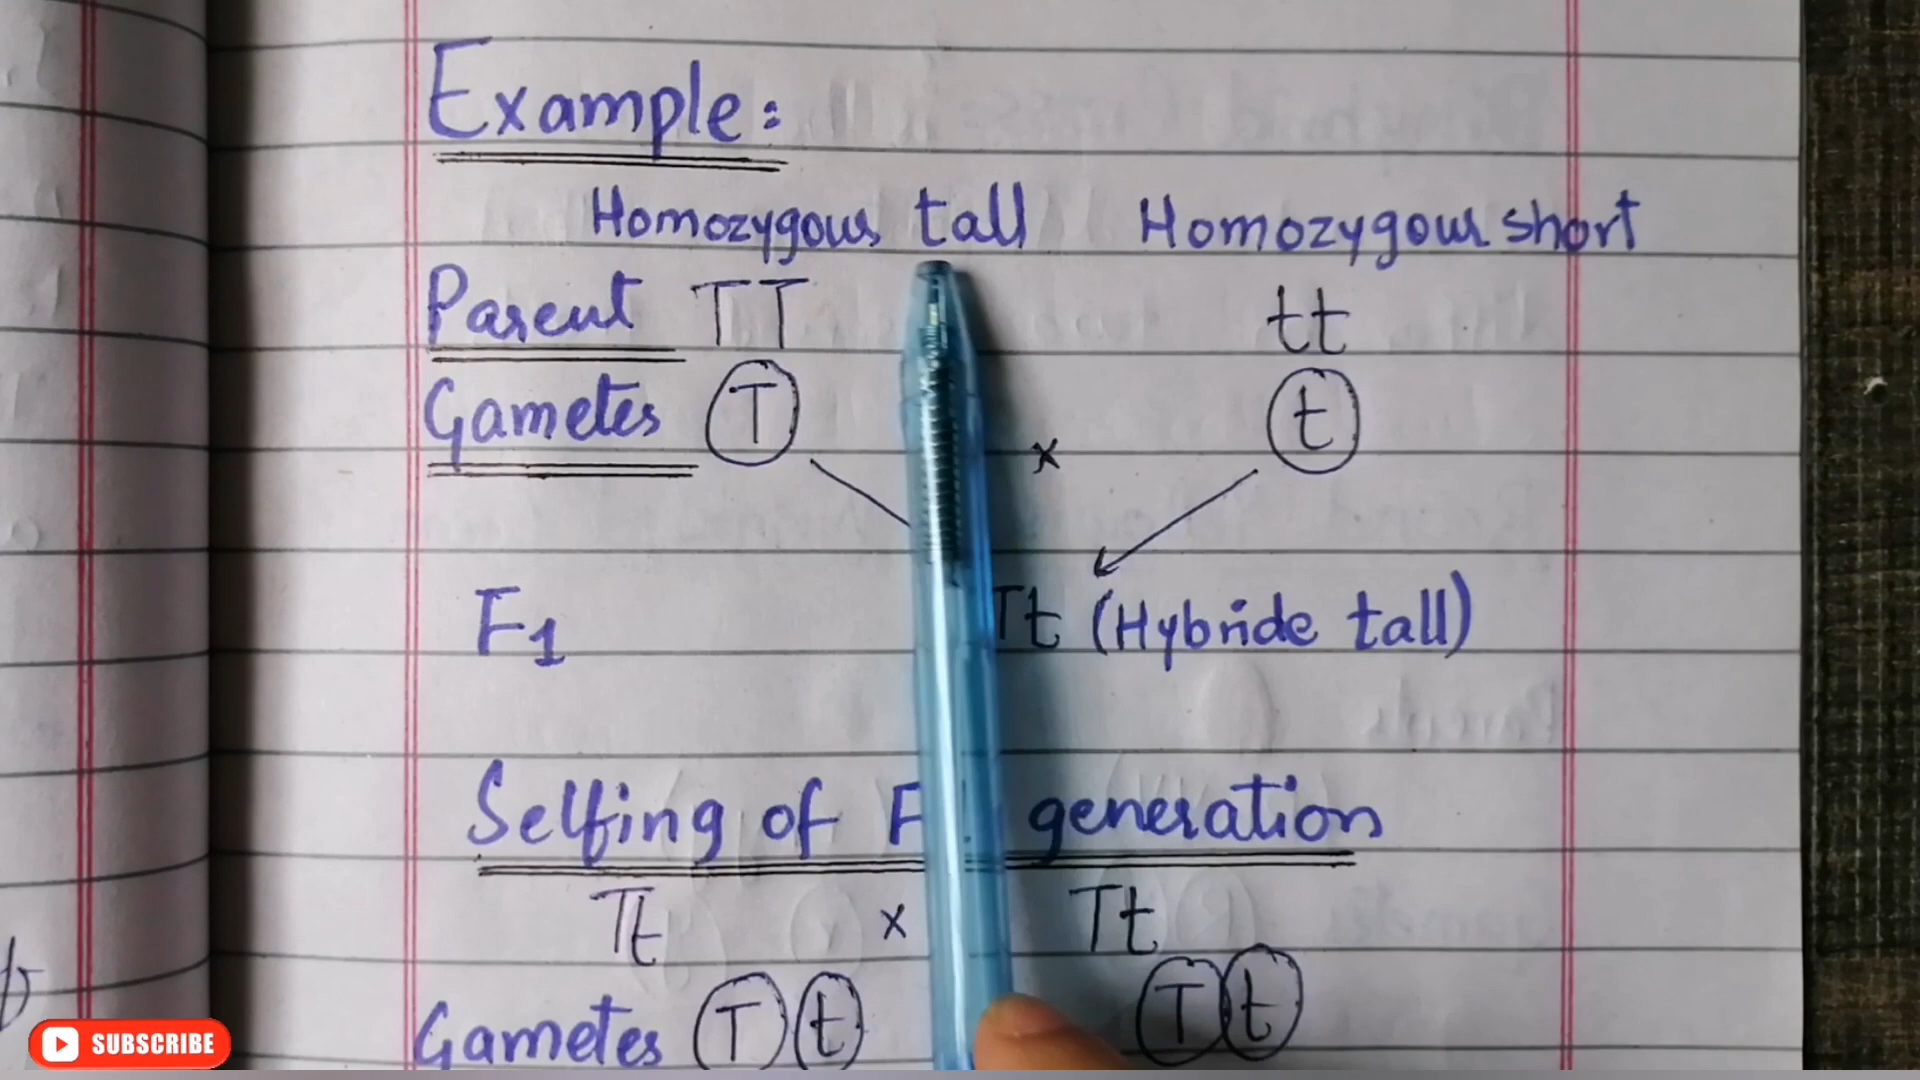 Example:
Homozygous tall Homozygous short
Parent TT tt
Gametes T t
x
F1 Tt (Hybride tall)
Selfing of F generation
Tt x Tt
Gametes T t T t
SUBSCRIBE